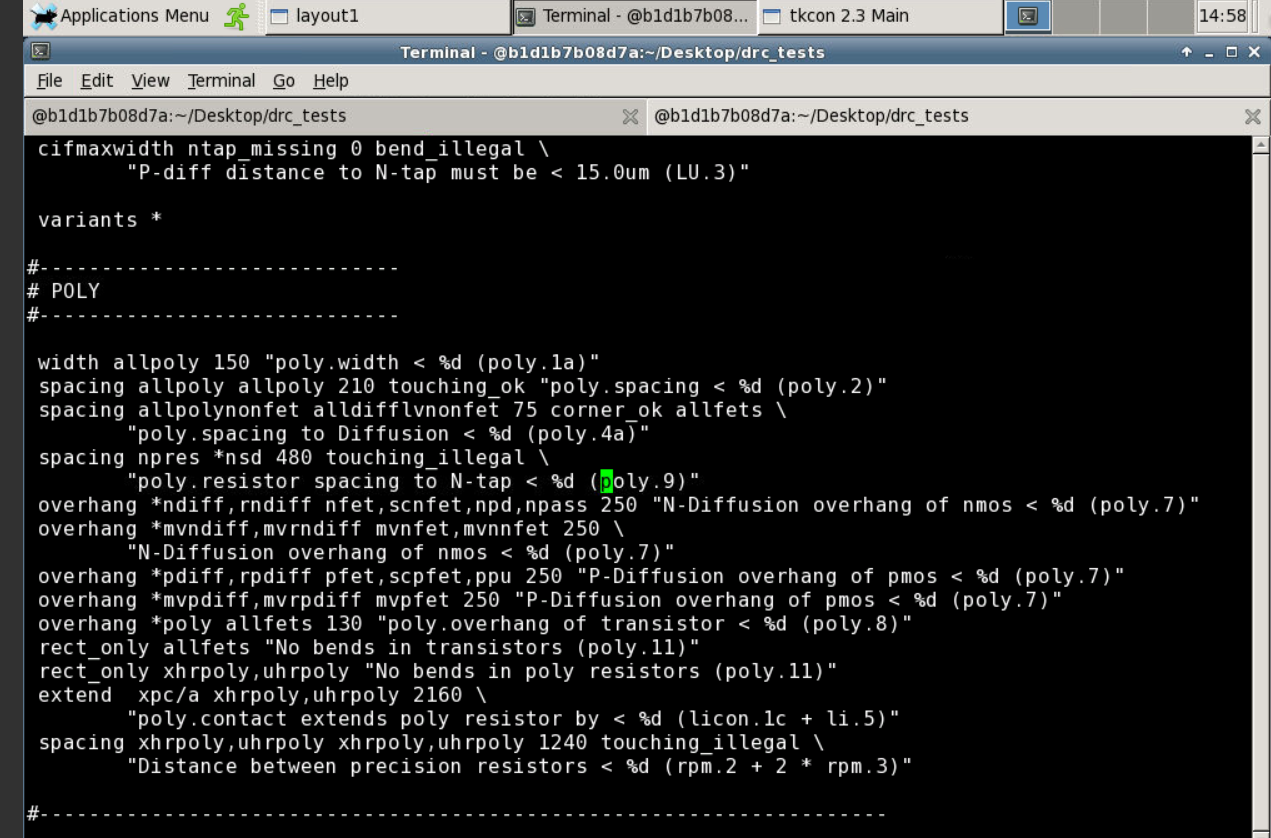 Applications Menu
layout1
Terminal - @b1d1b7b08...
tkcon 2.3 Main
14:58
Terminal - @b1d1b7b08d7a:~/Desktop/drc_tests
File Edit View Terminal Go Help
@b1d1b7b08d7a:~/Desktop/drc_tests
@b1d1b7b08d7a:~/Desktop/drc_tests
cifmaxwidth ntap_missing 0 bend_illegal \
"P-diff distance to N-tap must be < 15.0um (LU.3)"
variants *
#-----------------------------
# POLY
#-----------------------------
width allpoly 150 "poly.width < %d (poly.1a)"
spacing allpoly allpoly 210 touching_ok "poly.spacing < %d (poly.2)"
spacing allpolynonfet alldifflvnonfet 75 corner_ok allfets \
"poly.spacing to Diffusion < %d (poly.4a)"
spacing npres *nsd 480 touching_illegal \
"poly.resistor spacing to N-tap < %d (poly.9)"
overhang *ndiff,rndiff nfet,scnfet,npd,npass 250 "N-Diffusion overhang of nmos < %d (poly.7)"
overhang *mvndiff,mvrndiff mvnfet,mvnnfet 250 \
"N-Diffusion overhang of nmos < %d (poly.7)"
overhang *pdiff,rpdiff pfet,scpfet,ppu 250 "P-Diffusion overhang of pmos < %d (poly.7)"
overhang *mvpdiff,mvrpdiff mvpfet 250 "P-Diffusion overhang of pmos < %d (poly.7)"
overhang *poly allfets 130 "poly.overhang of transistor < %d (poly.8)"
rect_only allfets "No bends in transistors (poly.11)"
rect_only xhrpoly,uhrpoly "No bends in poly resistors (poly.11)"
extend  xpc/a xhrpoly,uhrpoly 2160 \
"poly.contact extends poly resistor by < %d (licon.1c + li.5)"
spacing xhrpoly,uhrpoly xhrpoly,uhrpoly 1240 touching_illegal \
"Distance between precision resistors < %d (rpm.2 + 2 * rpm.3)"
#--------------------------------------------------------------------